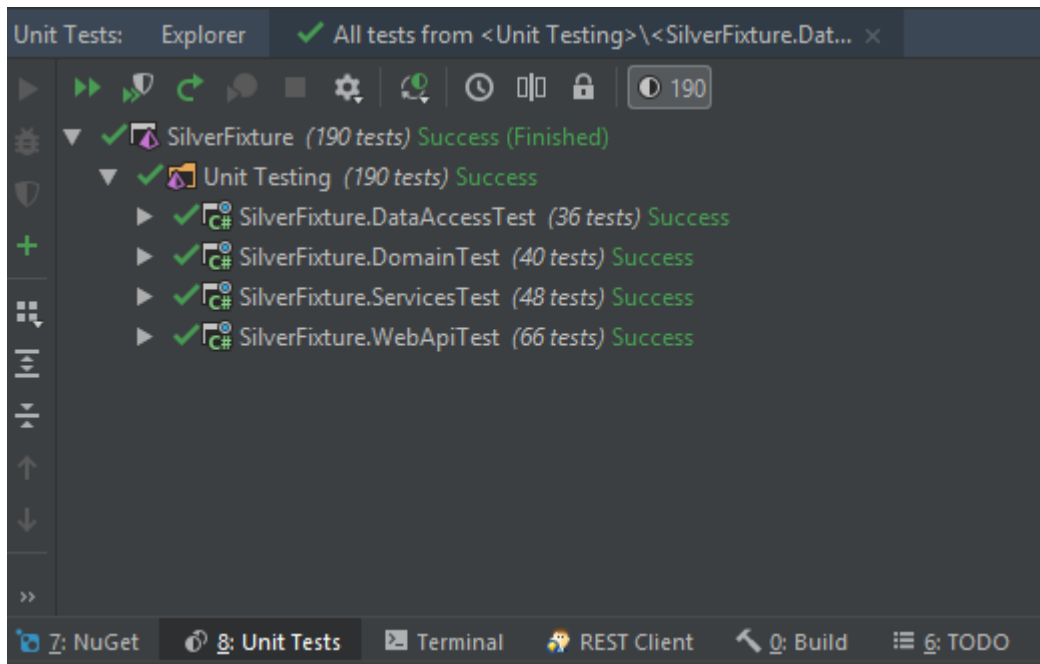 Unit Tests: Explorer All tests from <Unit Testing>\<SilverFixture.Dat...
190
SilverFixture (190 tests) Success (Finished)
Unit Testing (190 tests) Success
C# SilverFixture.DataAccessTest (36 tests) Success
C# SilverFixture.DomainTest (40 tests) Success
C# SilverFixture.ServicesTest (48 tests) Success
C# SilverFixture.WebApiTest (66 tests) Success
7: NuGet 8: Unit Tests Terminal REST Client 0: Build 6: TODO